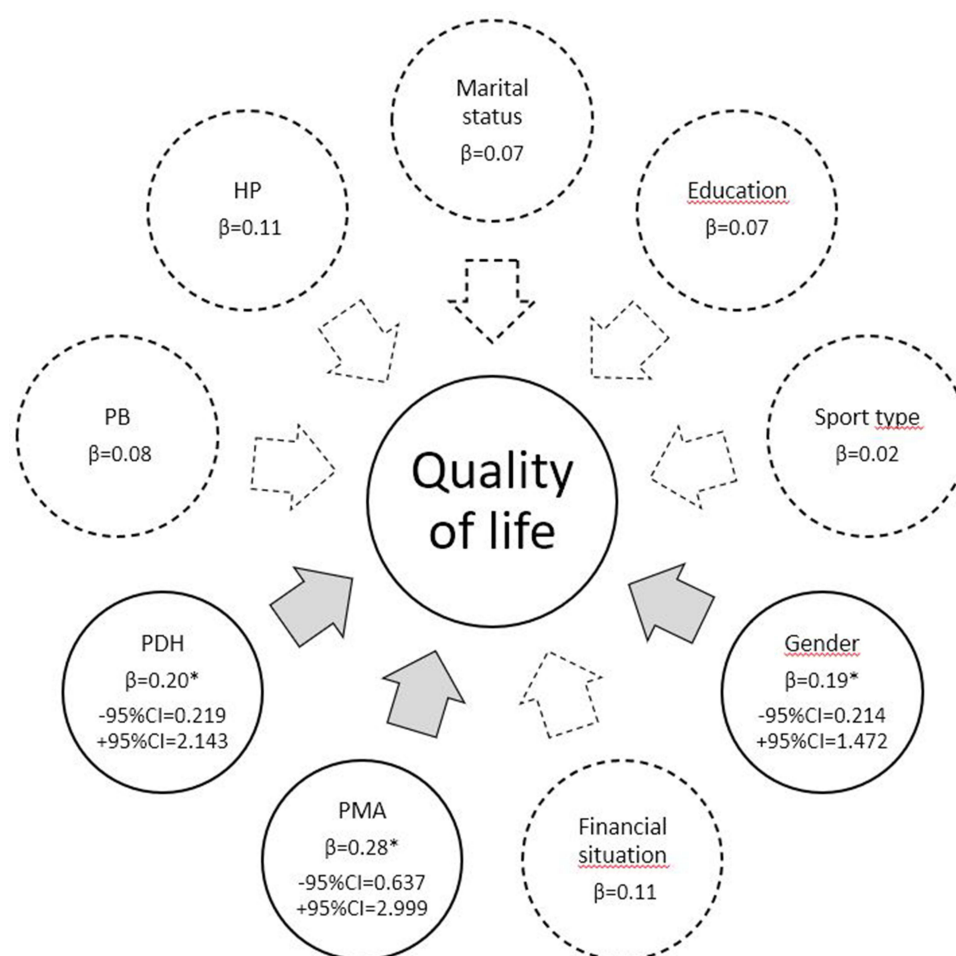 Marital
status
β=0.07
HP
β=0.11
Education
β=0.07
PB
β=0.08
Sport type
β=0.02
Quality
of life
PDH
β=0.20*
-95%CI=0.219
+95%CI=2.143
Gender
β=0.19*
-95%CI=0.214
+95%CI=1.472
PMA
β=0.28*
-95%CI=0.637
+95%CI=2.999
Financial
situation
β=0.11